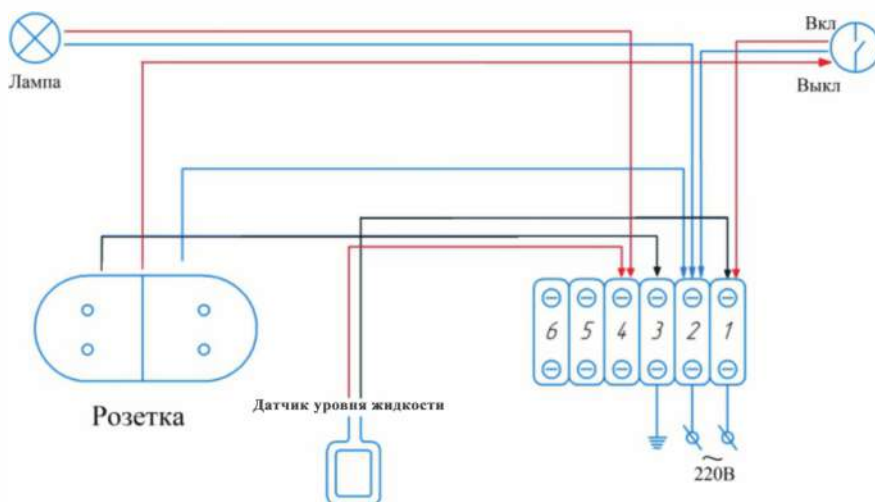 Вкл
Лампа
Выкл
6 5 4 3 2 1
Датчик уровня жидкости
Розетка
~
220В